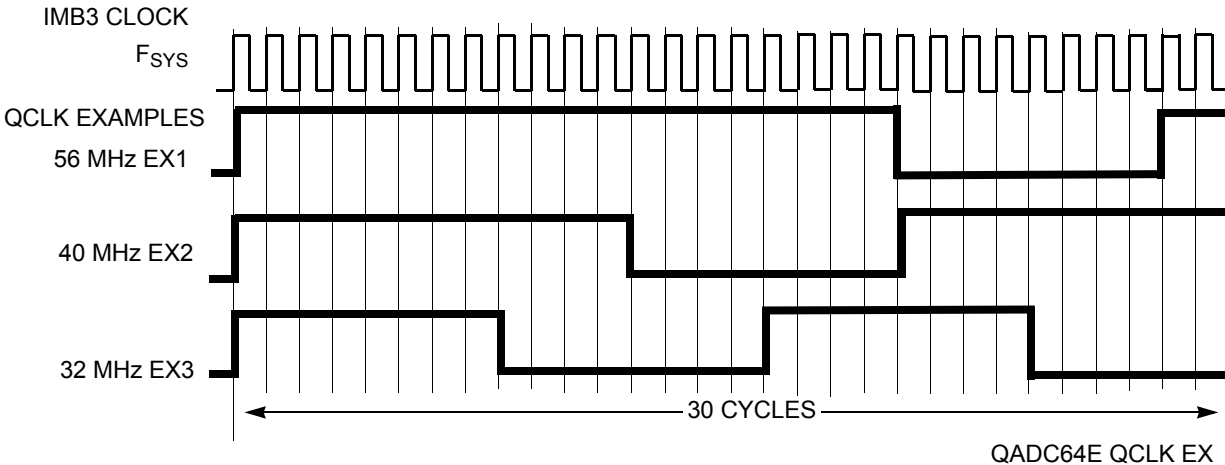 IMB3 CLOCK
FSYS
QCLK EXAMPLES
56 MHz EX1
40 MHz EX2
32 MHz EX3
30 CYCLES
QADC64E QCLK EX